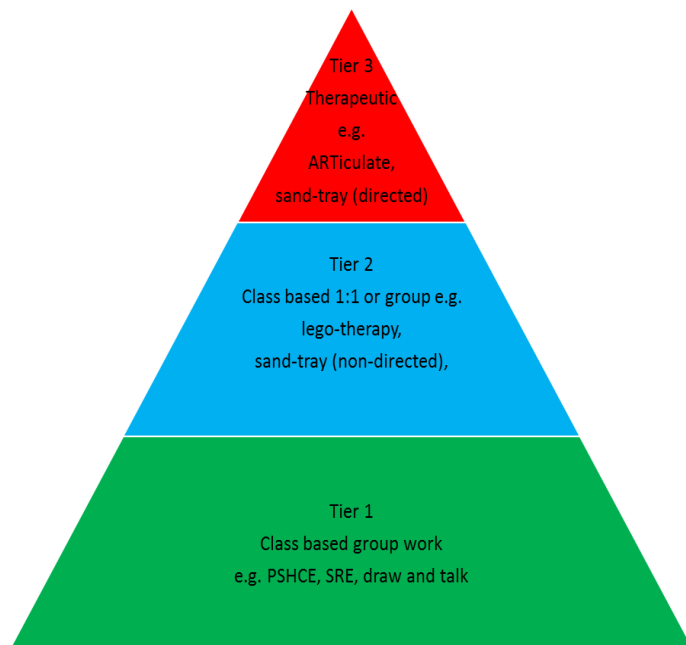 Tier 3
Therapeutic
e.g.
ARTiculate,
sand-tray (directed)
Tier 2
Class based 1:1 or group e.g.
lego-therapy,
sand-tray (non-directed),
Tier 1
Class based group work
e.g. PSHCE, SRE, draw and talk